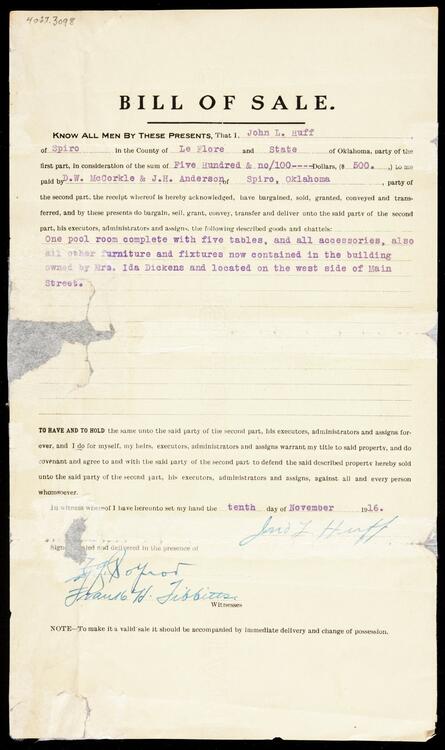 4027.3098
BILL OF SALE.
KNOW ALL MEN BY THESE PRESENTS, That I, John L. Huff
of Spiro in the County of Le Flore and State of Oklahoma, party of the
first part, in consideration of the sum of Five Hundred & no/100----Dollars, ($ 500. ,) to me
paid by D.W. McCorkle & J.H. Anderson of Spiro, Oklahoma , party of
the second part, the receipt whereof is hereby acknowledged, have bargained, sold, granted, conveyed and trans-
ferred, and by these presents do bargain, sell, grant, convey, transfer and deliver unto the said party of the second
part, his executors, administrators and assigns, the following described goods and chattels:
One pool room complete with five tables, and all accessories, also
all other furniture and fixtures now contained in the building
owned by Mrs. Ida Dickens and located on the west side of Main
Street.
TO HAVE AND TO HOLD the same unto the said party of the second part, his executors, administrators and assigns for-
ever, and I do for myself, my heirs, executors, administrators and assigns warrant my title to said property, and do
covenant and agree to and with the said party of the second part to defend the said described property hereby sold
unto the said party of the second part, his executors, administrators and assigns, against all and every person
whomsoever.
In witness whereof I have hereunto set my hand the tenth day of November 1916.
Jno L Huff
Signed and delivered in the presence of
Frank H. Tibbitts
Witnesses
NOTE—To make it a valid sale it should be accompanied by immediate delivery and change of possession.